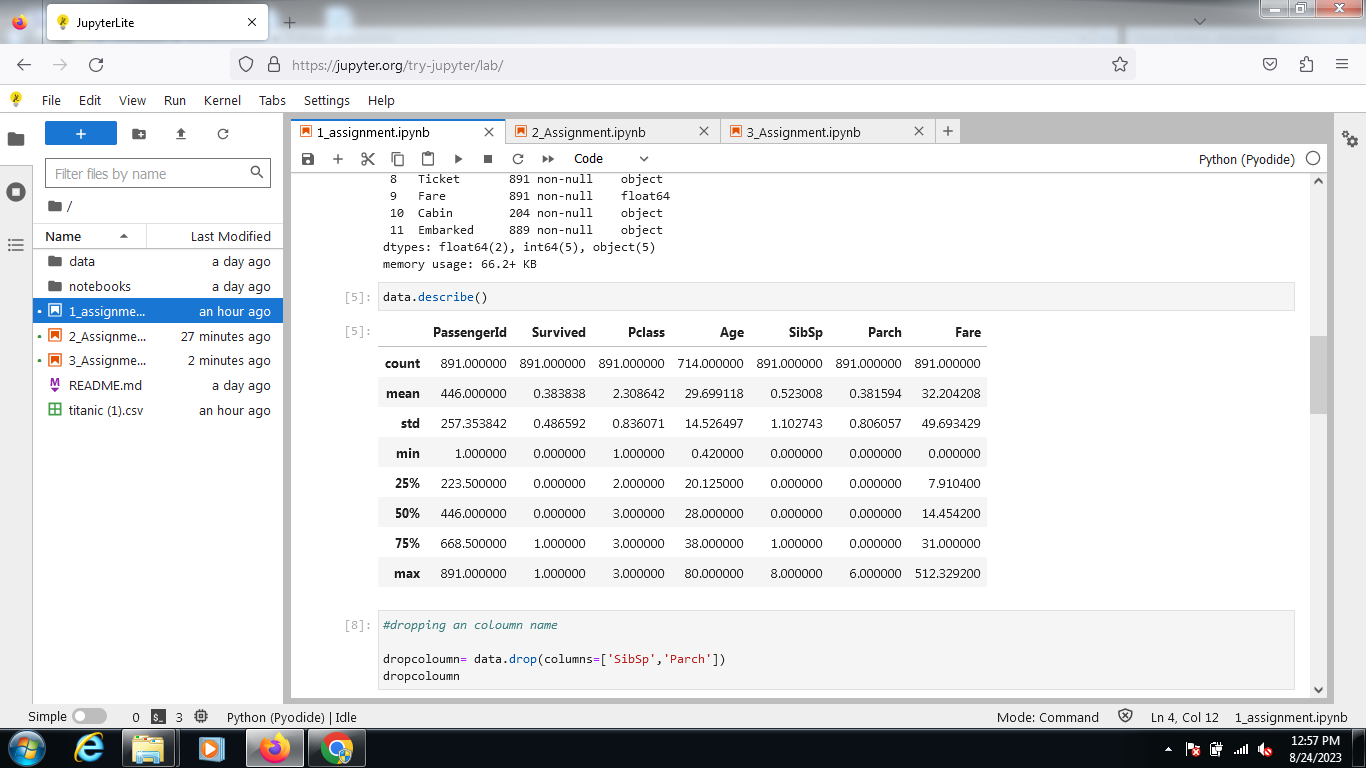 JupyterLite
https://jupyter.org/try-jupyter/lab/
File Edit View Run Kernel Tabs Settings Help
+
Filter files by name
/
Name Last Modified
data a day ago
notebooks a day ago
1_assignme... an hour ago
2_Assignme... 27 minutes ago
3_Assignme... 2 minutes ago
README.md a day ago
titanic (1).csv an hour ago
1_assignment.ipynb 2_Assignment.ipynb 3_Assignment.ipynb
Code Python (Pyodide)
8 Ticket 891 non-null object
9 Fare 891 non-null float64
10 Cabin 204 non-null object
11 Embarked 889 non-null object
dtypes: float64(2), int64(5), object(5)
memory usage: 66.2+ KB
[5]: data.describe()
[5]: PassengerId Survived Pclass Age SibSp Parch Fare
count 891.000000 891.000000 891.000000 714.000000 891.000000 891.000000 891.000000
mean 446.000000 0.383838 2.308642 29.699118 0.523008 0.381594 32.204208
std 257.353842 0.486592 0.836071 14.526497 1.102743 0.806057 49.693429
min 1.000000 0.000000 1.000000 0.420000 0.000000 0.000000 0.000000
25% 223.500000 0.000000 2.000000 20.125000 0.000000 0.000000 7.910400
50% 446.000000 0.000000 3.000000 28.000000 0.000000 0.000000 14.454200
75% 668.500000 1.000000 3.000000 38.000000 1.000000 0.000000 31.000000
max 891.000000 1.000000 3.000000 80.000000 8.000000 6.000000 512.329200
[8]: #dropping an coloumn name
dropcoloumn= data.drop(columns=['SibSp','Parch'])
dropcoloumn
Simple 0 3 Python (Pyodide) | Idle Mode: Command Ln 4, Col 12 1_assignment.ipynb
12:57 PM
8/24/2023